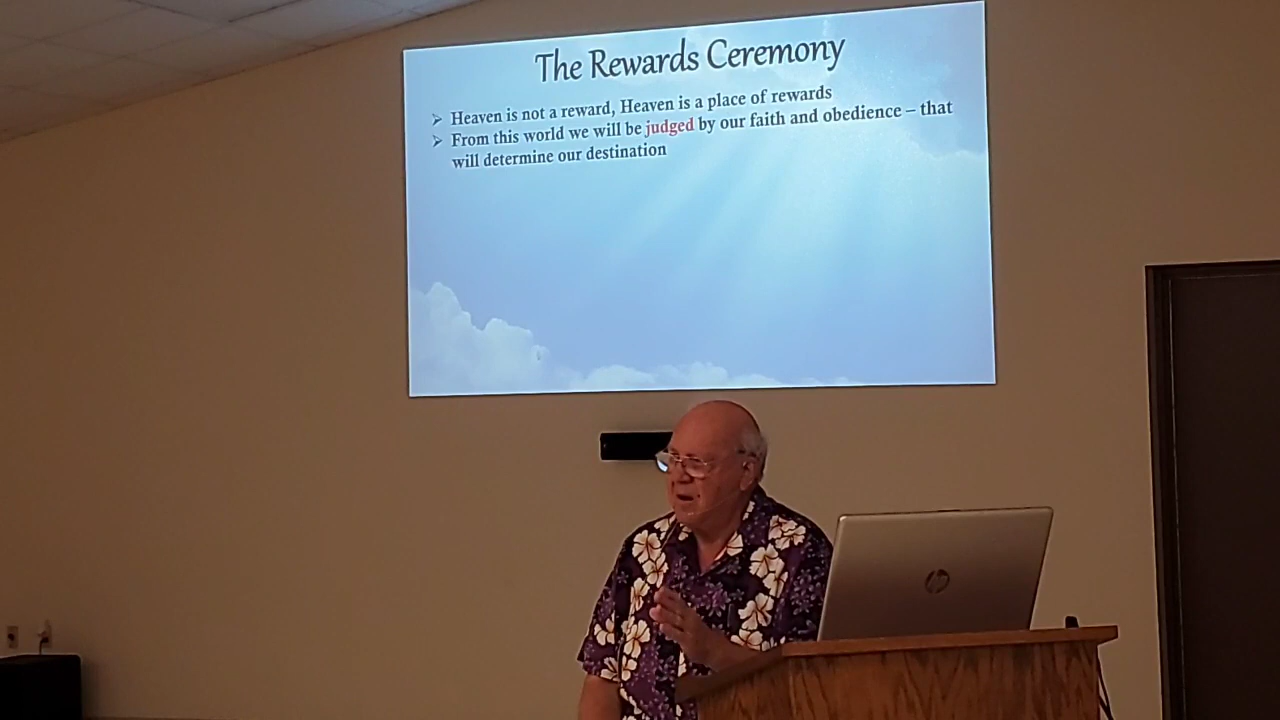 The Rewards Ceremony
➢ Heaven is not a reward, Heaven is a place of rewards
➢ From this world we will be judged by our faith and obedience – that
will determine our destination
hp